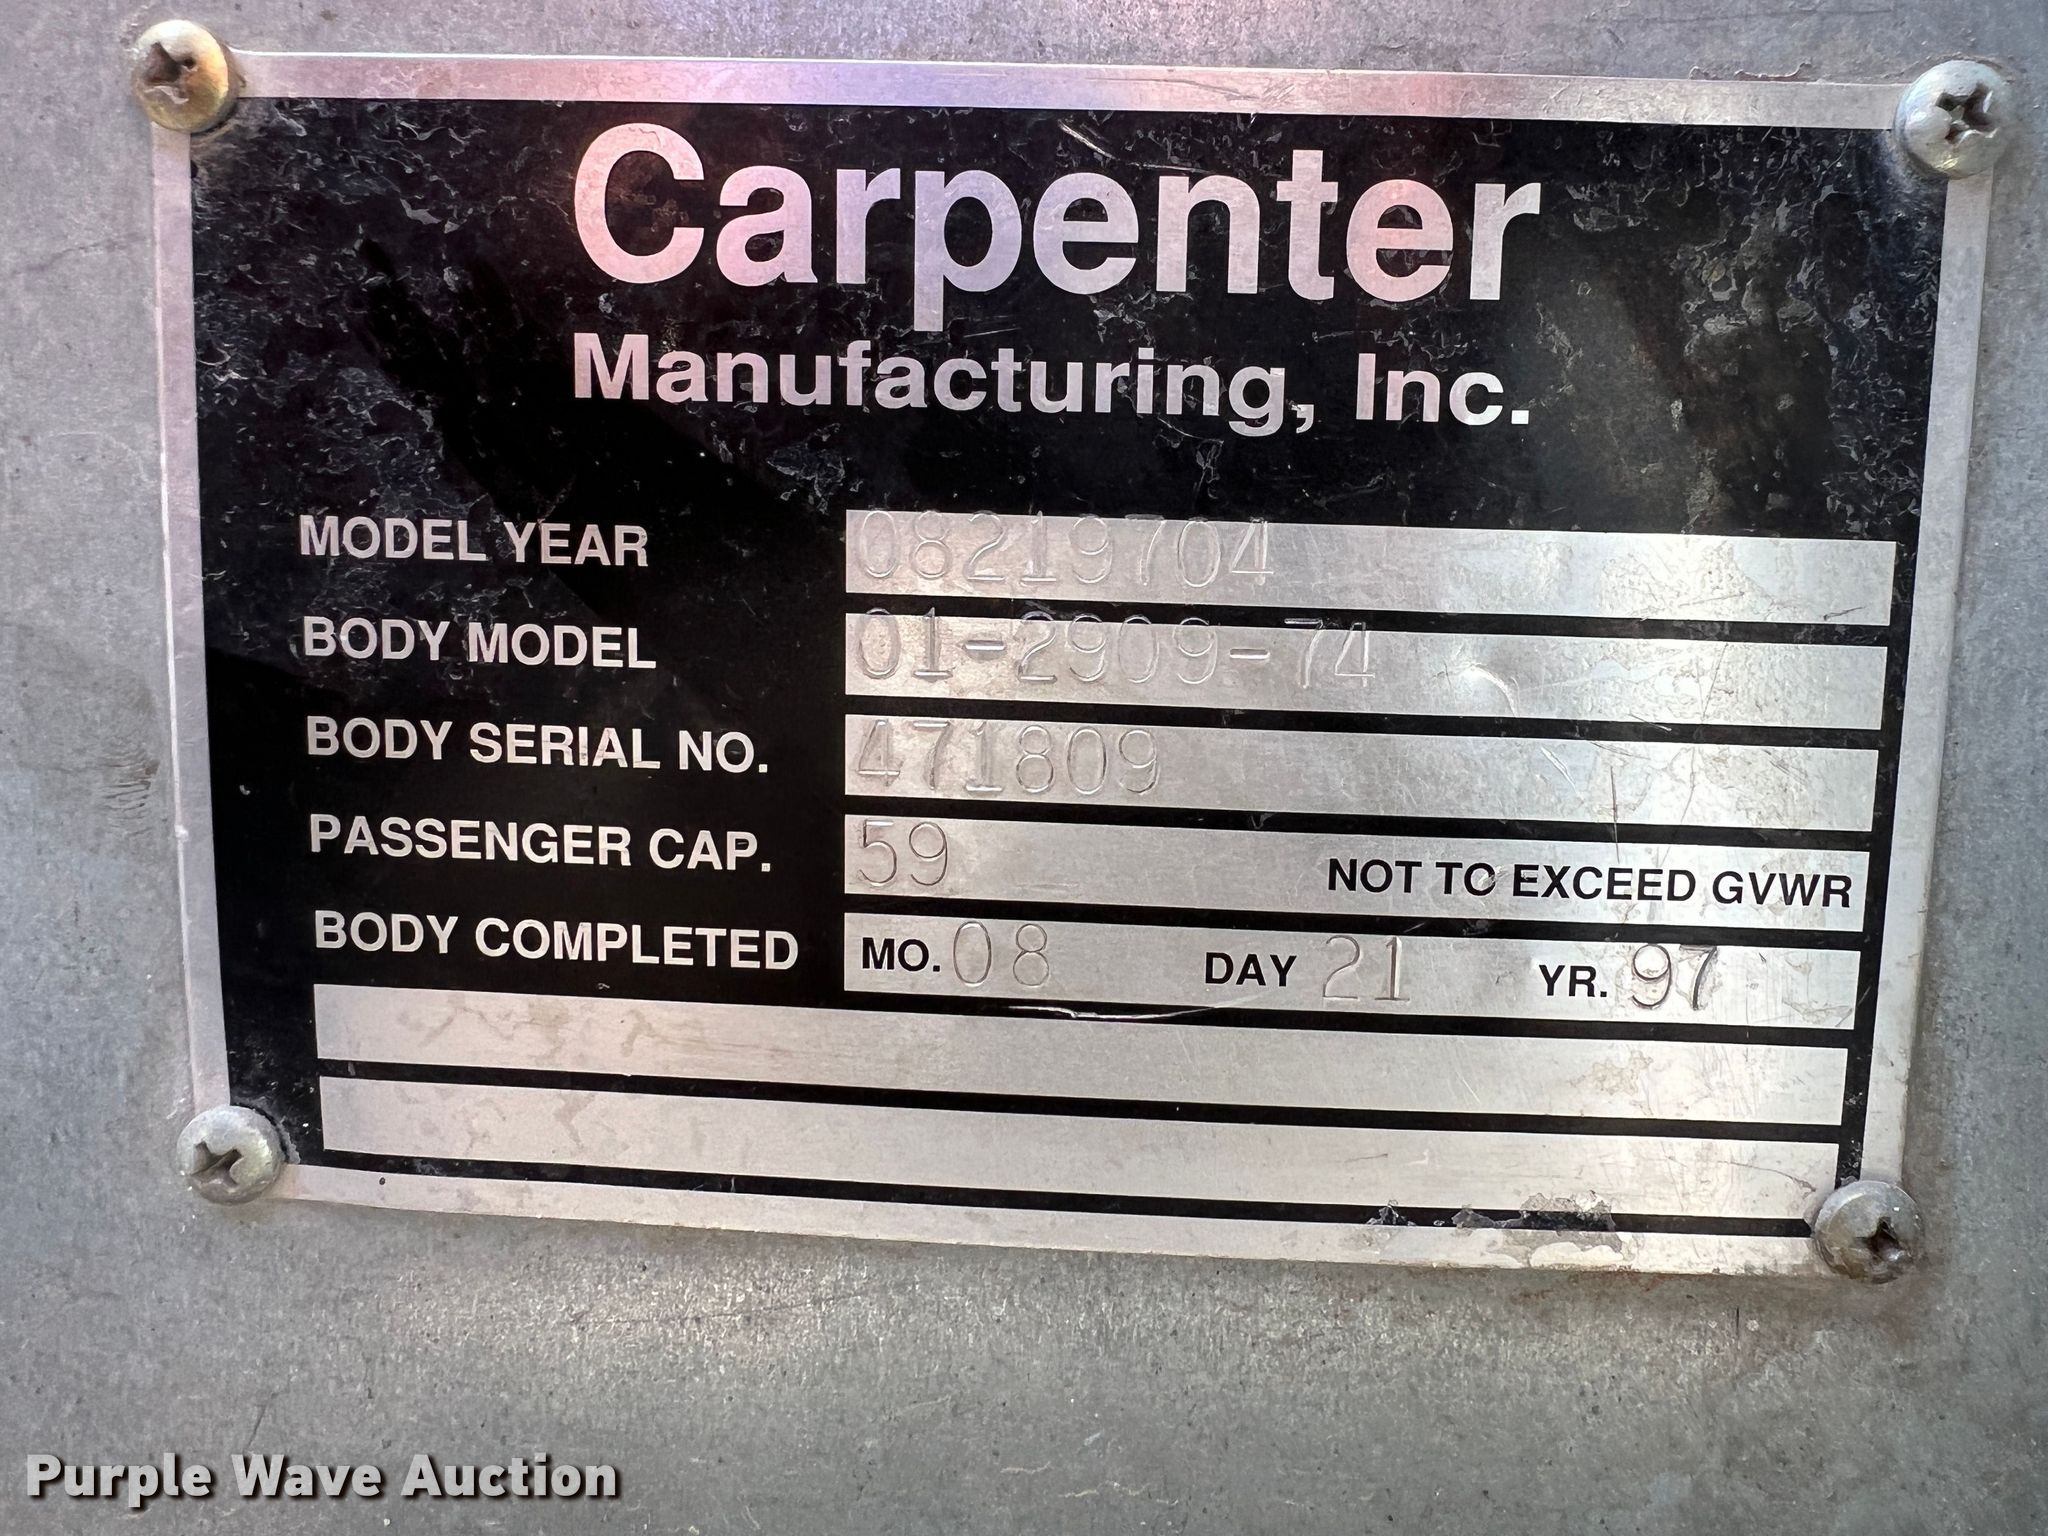 Carpenter
Manufacturing, Inc.
MODEL YEAR 08219704
BODY MODEL 01-2909-74
BODY SERIAL NO. 471809
PASSENGER CAP. 59 NOT TO EXCEED GVWR
BODY COMPLETED MO. 08 DAY 21 YR. 97
Purple Wave Auction